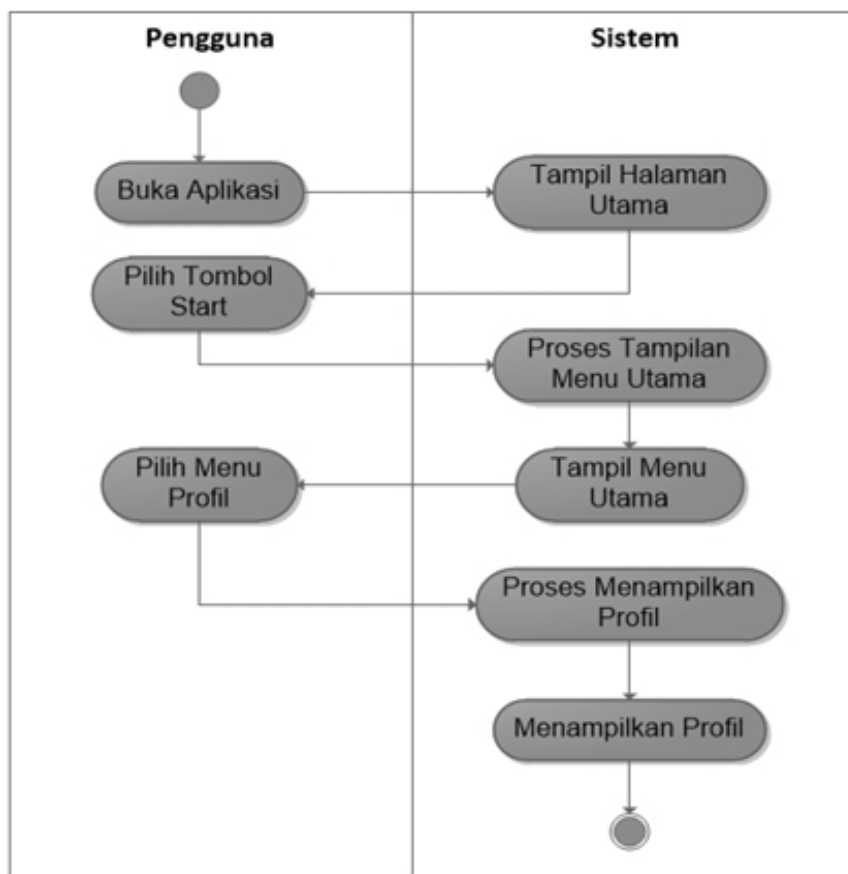 Pengguna
Sistem
Buka Aplikasi
Tampil Halaman
Utama
Pilih Tombol
Start
Proses Tampilan
Menu Utama
Tampil Menu
Utama
Pilih Menu
Profil
Proses Menampilkan
Profil
Menampilkan Profil